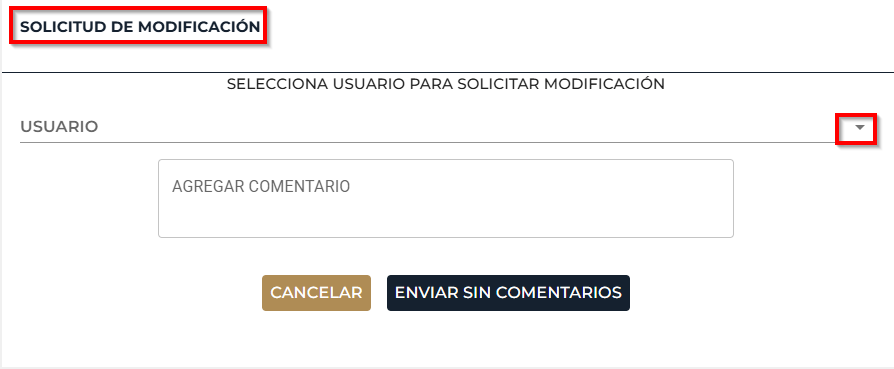 SOLICITUD DE MODIFICACIÓN
SELECCIONA USUARIO PARA SOLICITAR MODIFICACIÓN
USUARIO
AGREGAR COMENTARIO
CANCELAR
ENVIAR SIN COMENTARIOS